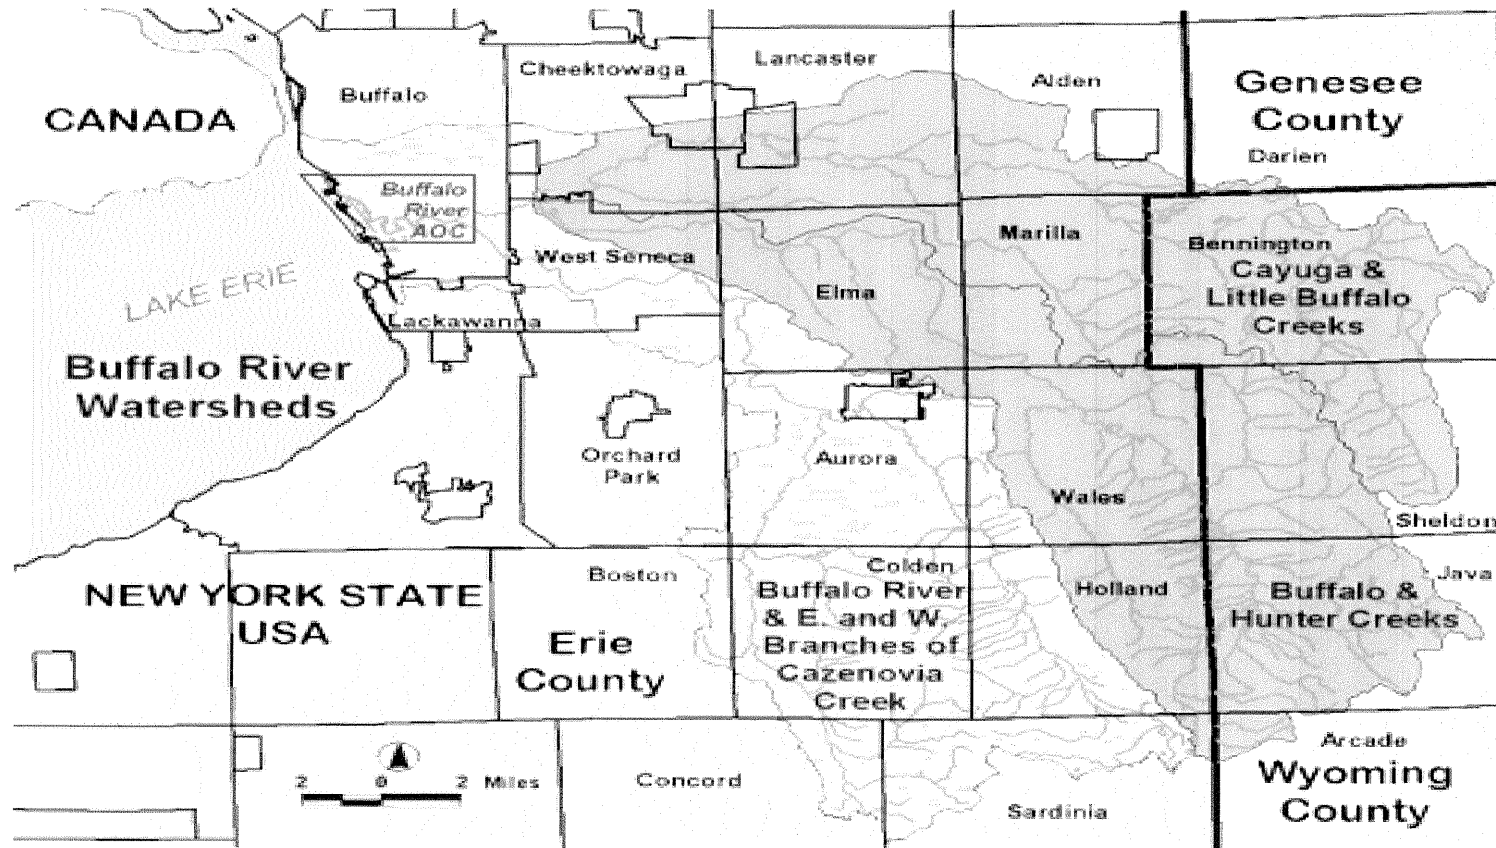 Lancaster
Cheektowaga
Alden
Buffalo
Genesee
County
CANADA
Darien
Buffalo
River
AOC
Marilla
Bennington
West Seneca
Cayuga &
Little Buffalo
Creeks
LAKE ERIE
Elma
Lackawanna
Buffalo River
Watersheds
Orchard
Park
Aurora
Wales
Sheldon
Colden
Boston
Java
NEW YORK STATE
USA
Buffalo River
& E. and W.
Branches of
Cazenovia
Creek
Holland
Buffalo &
Hunter Creeks
Erie
County
Arcade
2 0 2 Miles
Concord
Wyoming
County
Sardinia